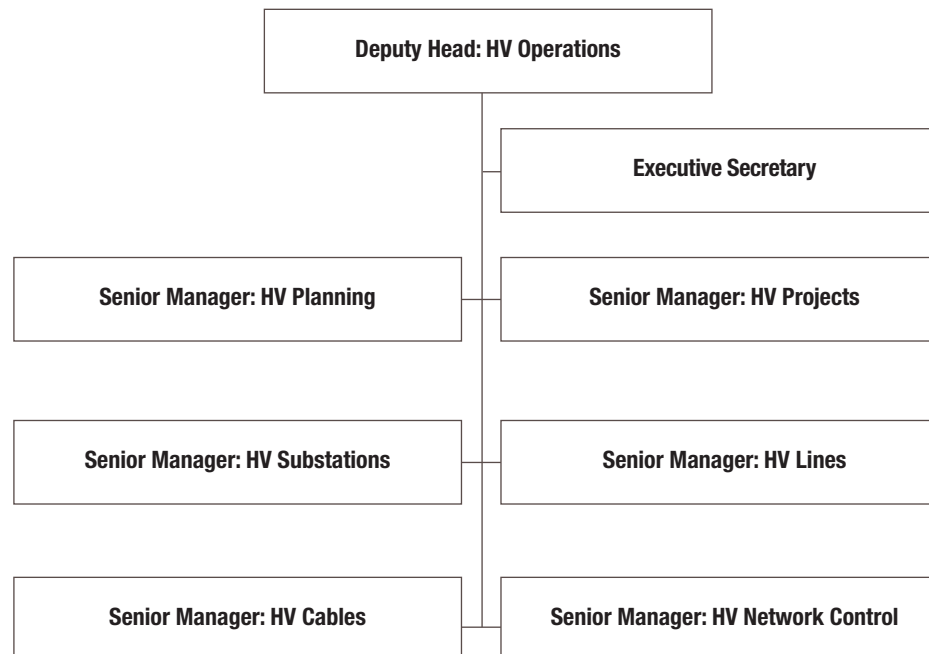 Deputy Head: HV Operations
Executive Secretary
Senior Manager: HV Planning
Senior Manager: HV Projects
Senior Manager: HV Substations
Senior Manager: HV Lines
Senior Manager: HV Cables
Senior Manager: HV Network Control